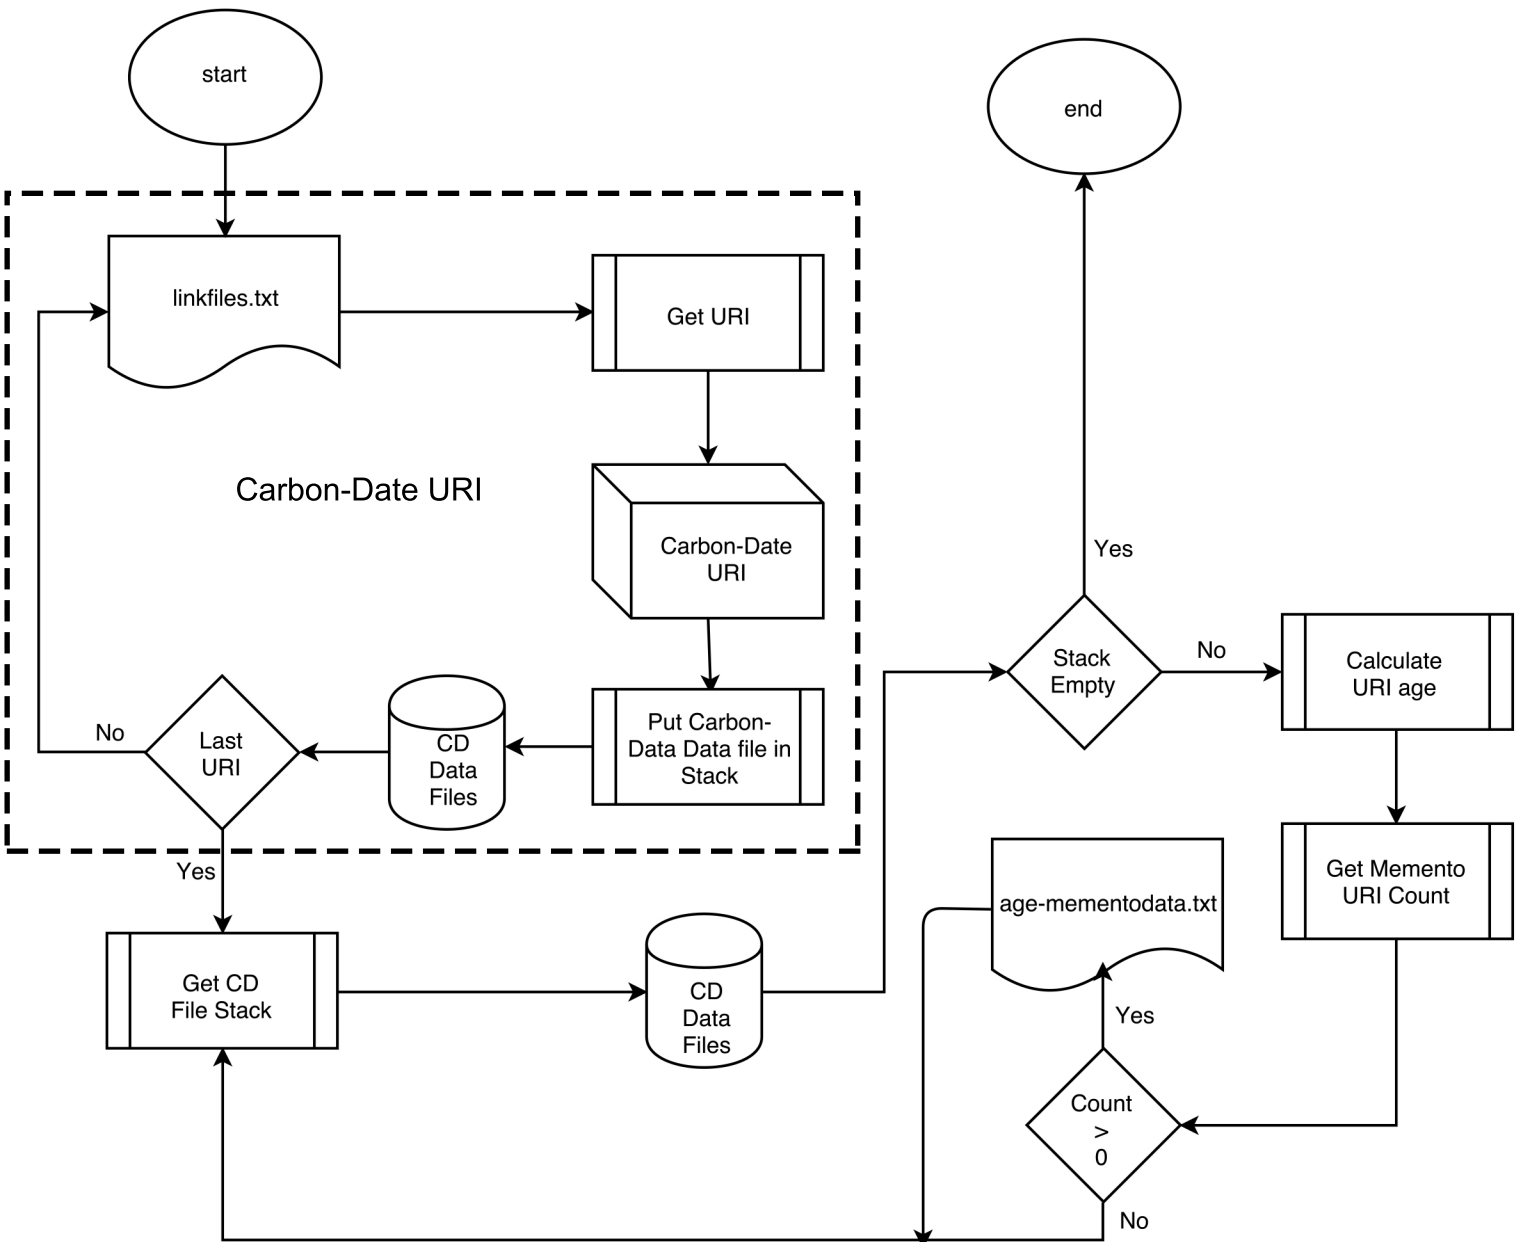 start
end
linkfiles.txt
Get URI
Carbon-Date URI
Carbon-Date
URI
Yes
Stack
Empty
No
Calculate
URI age
Put Carbon-
Data Data file in
Stack
CD
Data
Files
Last
URI
No
Yes
Get Memento
URI Count
age-mementodata.txt
Get CD
File Stack
CD
Data
Files
Yes
Count
>
0
No